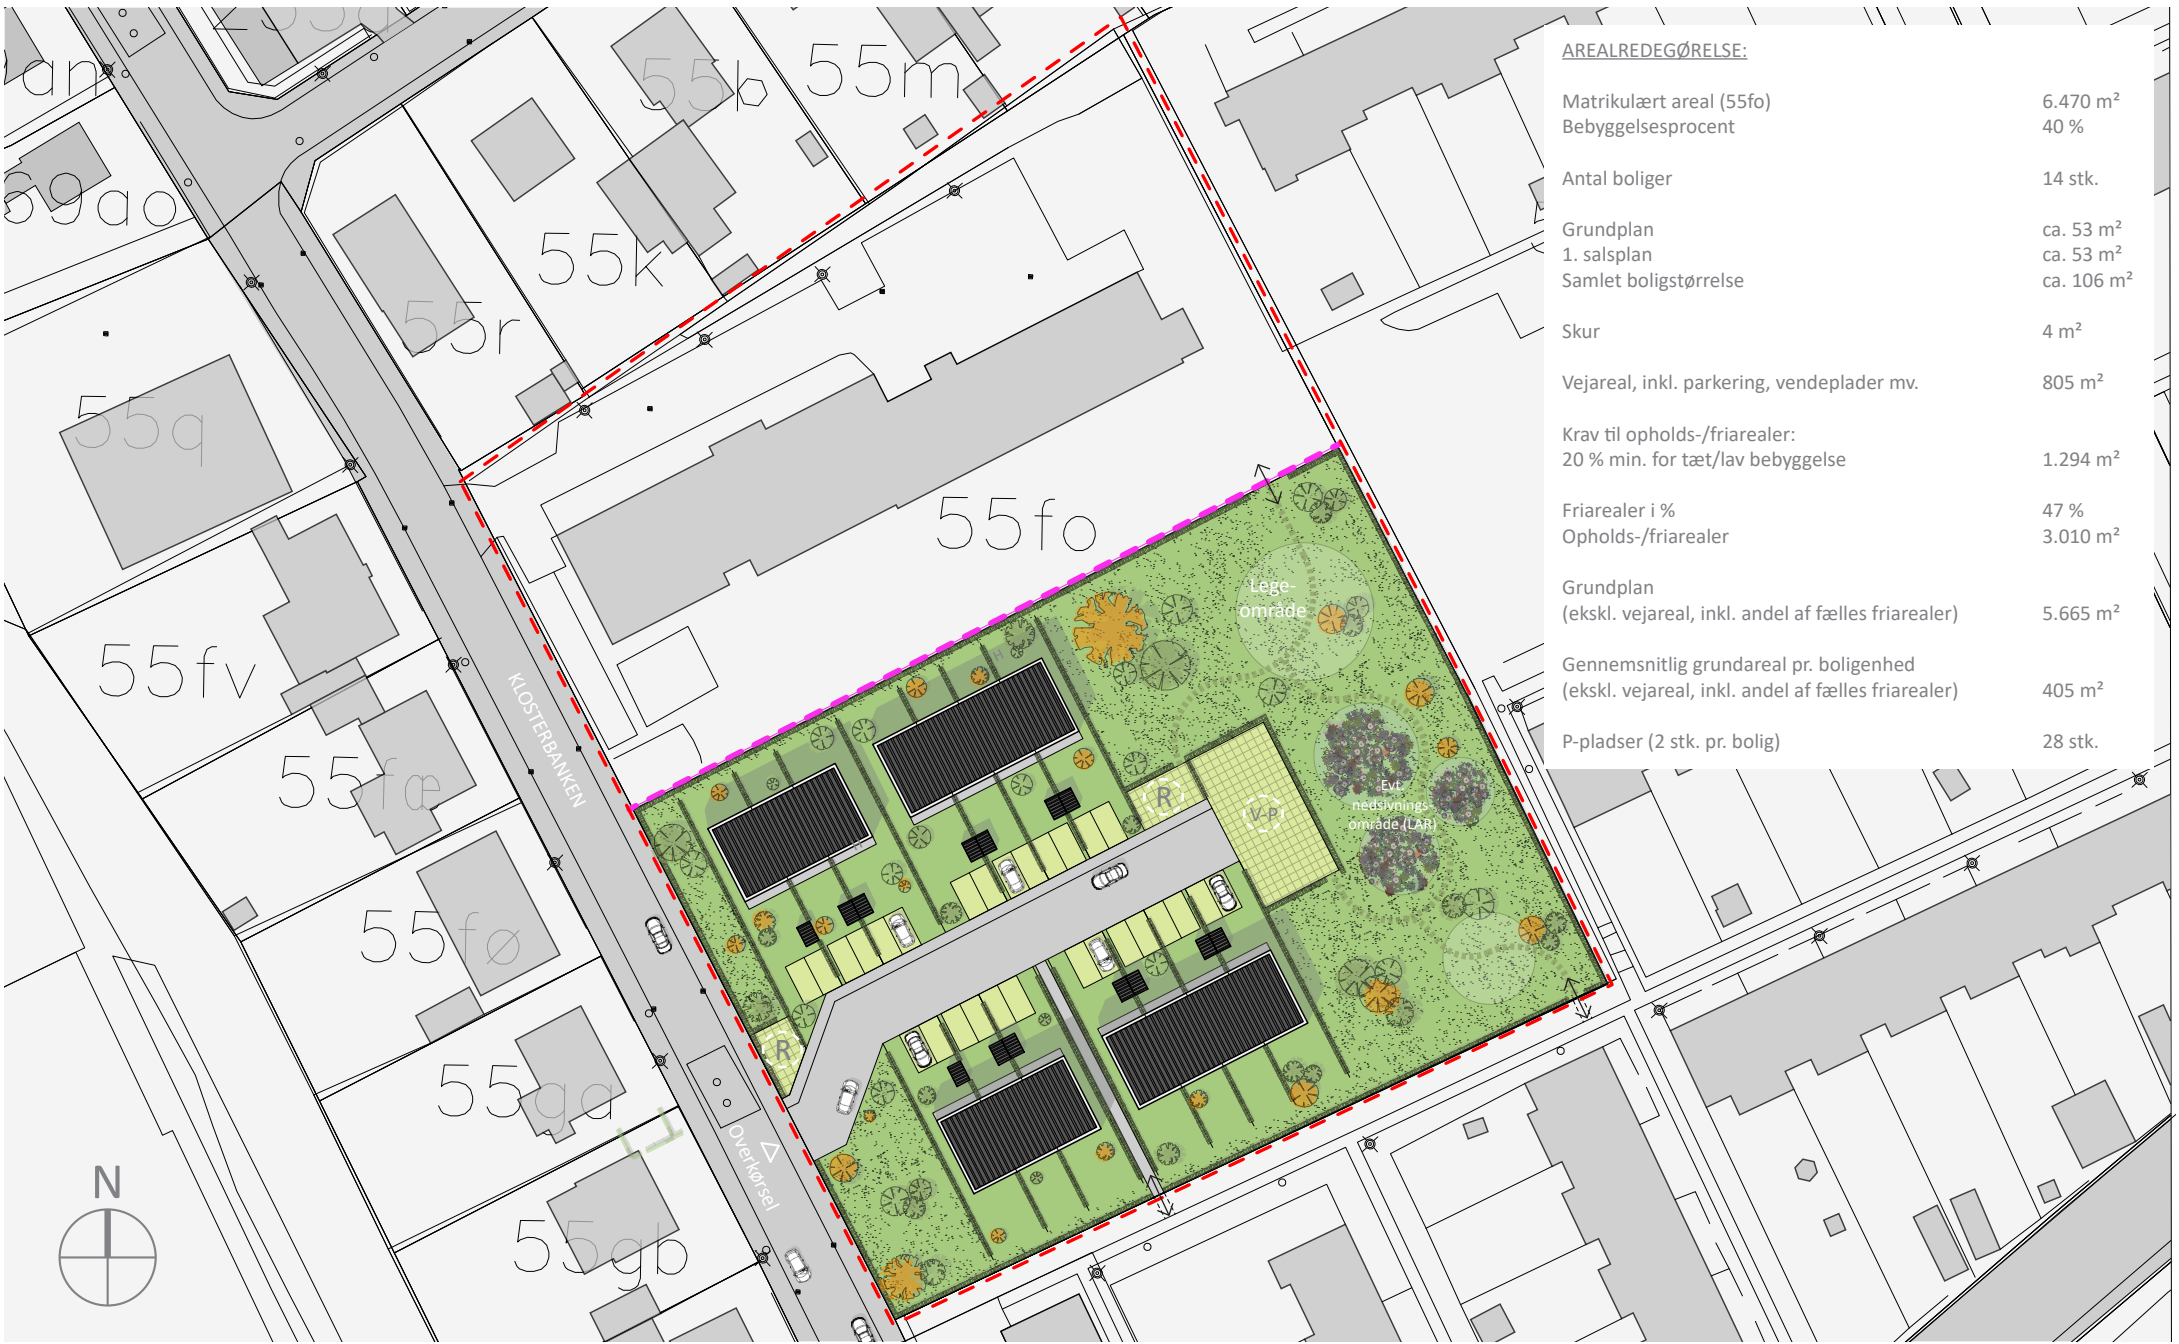 AREALREDEGØRELSE:
Matrikulært areal (55fo) 6.470 m²
Bebyggelsesprocent 40 %
Antal boliger 14 stk.
Grundplan ca. 53 m²
1. salsplan ca. 53 m²
Samlet boligstørrelse ca. 106 m²
Skur 4 m²
Vejareal, inkl. parkering, vendeplader mv. 805 m²
Krav til opholds-/friarealer:
20 % min. for tæt/lav bebyggelse 1.294 m²
Friarealer i % 47 %
Opholds-/friarealer 3.010 m²
Grundplan
(ekskl. vejareal, inkl. andel af fælles friarealer) 5.665 m²
Gennemsnitlig grundareal pr. boligenhed
(ekskl. vejareal, inkl. andel af fælles friarealer) 405 m²
P-pladser (2 stk. pr. bolig) 28 stk.
55b
55m
69ao
55k
55r
55q
55fo
55fv
55fæ
55fø
55ga
55gb
KLOSTERBANKEN
Overkørsel
Lege-
område
Evt.
nedsivnings-
område (LAR)
R
V-P
R
H
H
N